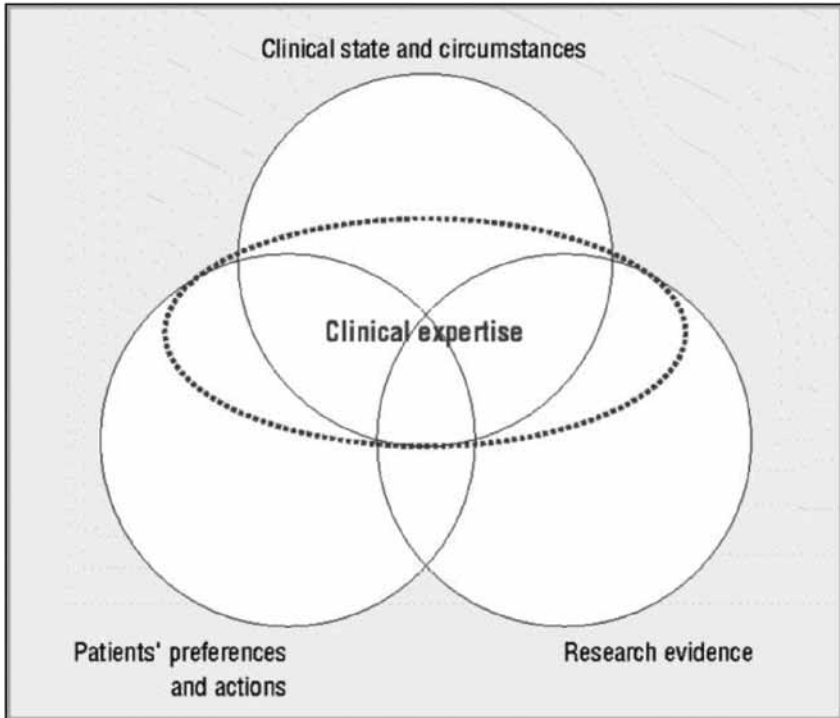 Clinical state and circumstances
Clinical expertise
Patients' preferences
and actions
Research evidence